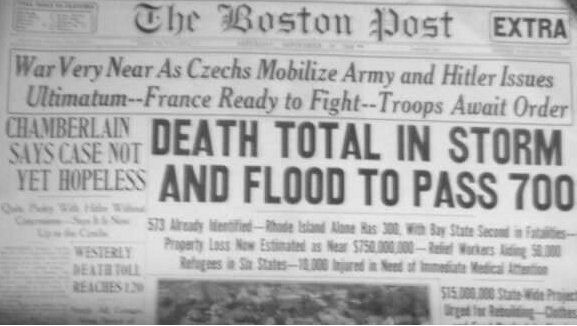 The Boston Post
EXTRA
War Very Near As Czechs Mobilize Army and Hitler Issues
Ultimatum--France Ready to Fight--Troops Await Order
CHAMBERLAIN
SAYS CASE NOT
YET HOPELESS
DEATH TOTAL IN STORM
AND FLOOD TO PASS 700
Quits Parley With Hitler Without
Says It Is Now
Up to the Czechs
573 Already Identified—Rhode Island Alone Has 300, With Bay State Second in Fatalities—
Property Loss Now Estimated as Near $750,000,000—Relief Workers Aiding 50,000
Refugees in Six States—10,000 Injured in Need of Immediate Medical Attention
WESTERLY
DEATH TOLL
REACHES 120
$15,000,000 State-Wide Project
Urged for Rebuilding—Clothes